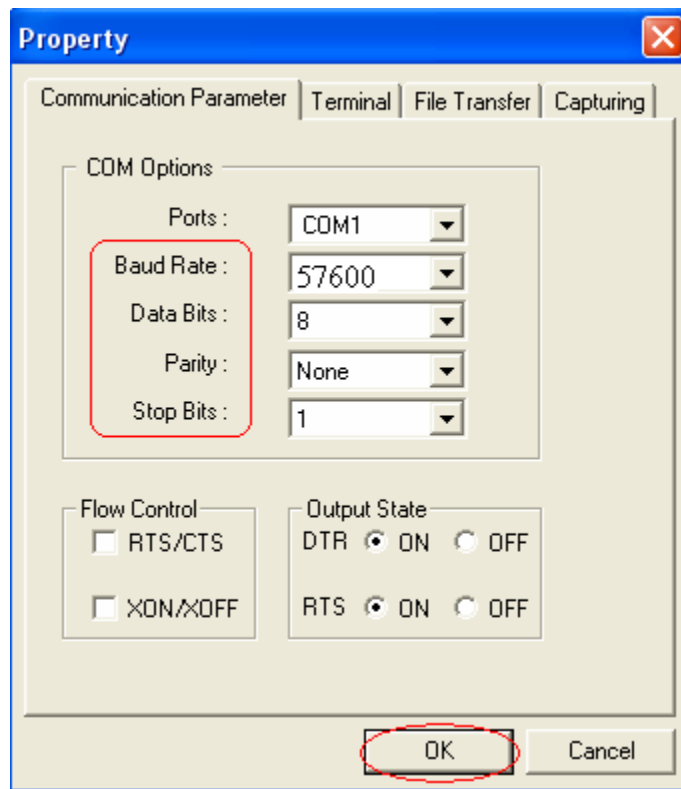 Property
Communication Parameter Terminal File Transfer Capturing
COM Options
Ports : COM1
Baud Rate : 57600
Data Bits : 8
Parity : None
Stop Bits : 1
Flow Control
RTS/CTS
XON/XOFF
Output State
DTR ON OFF
RTS ON OFF
OK Cancel